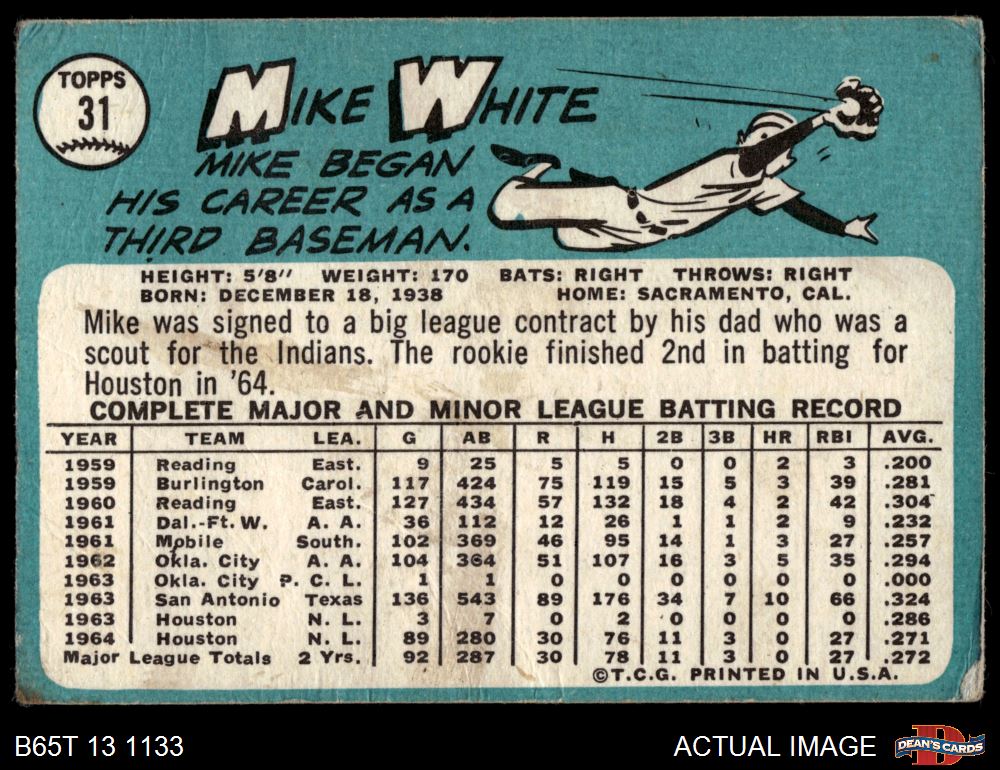 TOPPS
31
MIKE WHITE
MIKE BEGAN
HIS CAREER AS A
THIRD BASEMAN.
HEIGHT: 5'8" WEIGHT: 170 BATS: RIGHT THROWS: RIGHT
BORN: DECEMBER 18, 1938 HOME: SACRAMENTO, CAL.
Mike was signed to a big league contract by his dad who was a
scout for the Indians. The rookie finished 2nd in batting for
Houston in '64.
COMPLETE MAJOR AND MINOR LEAGUE BATTING RECORD
YEAR TEAM LEA. G AB R H 2B 3B HR RBI AVG.
1959 Reading East. 9 25 5 5 0 0 2 3 .200
1959 Burlington Carol. 117 424 75 119 15 5 3 39 .281
1960 Reading East. 127 434 57 132 18 4 2 42 .304
1961 Dal.-Ft. W. A. A. 36 112 12 26 1 1 2 9 .232
1961 Mobile South. 102 369 46 95 14 1 3 27 .257
1962 Okla. City A. A. 104 364 51 107 16 3 5 35 .294
1963 Okla. City P. C. L. 1 1 0 0 0 0 0 0 .000
1963 San Antonio Texas 136 543 89 176 34 7 10 66 .324
1963 Houston N. L. 3 7 0 2 0 0 0 0 .286
1964 Houston N. L. 89 280 30 76 11 3 0 27 .271
Major League Totals 2 Yrs. 92 287 30 78 11 3 0 27 .272
©T.C.G. PRINTED IN U.S.A.
B65T 13 1133 ACTUAL IMAGE
DEAN'S CARDS